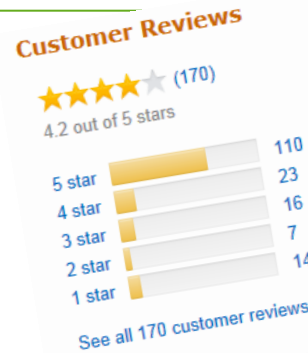 Customer Reviews
(170)
4.2 out of 5 stars
5 star 110
4 star 23
3 star 16
2 star 7
1 star 14
See all 170 customer reviews